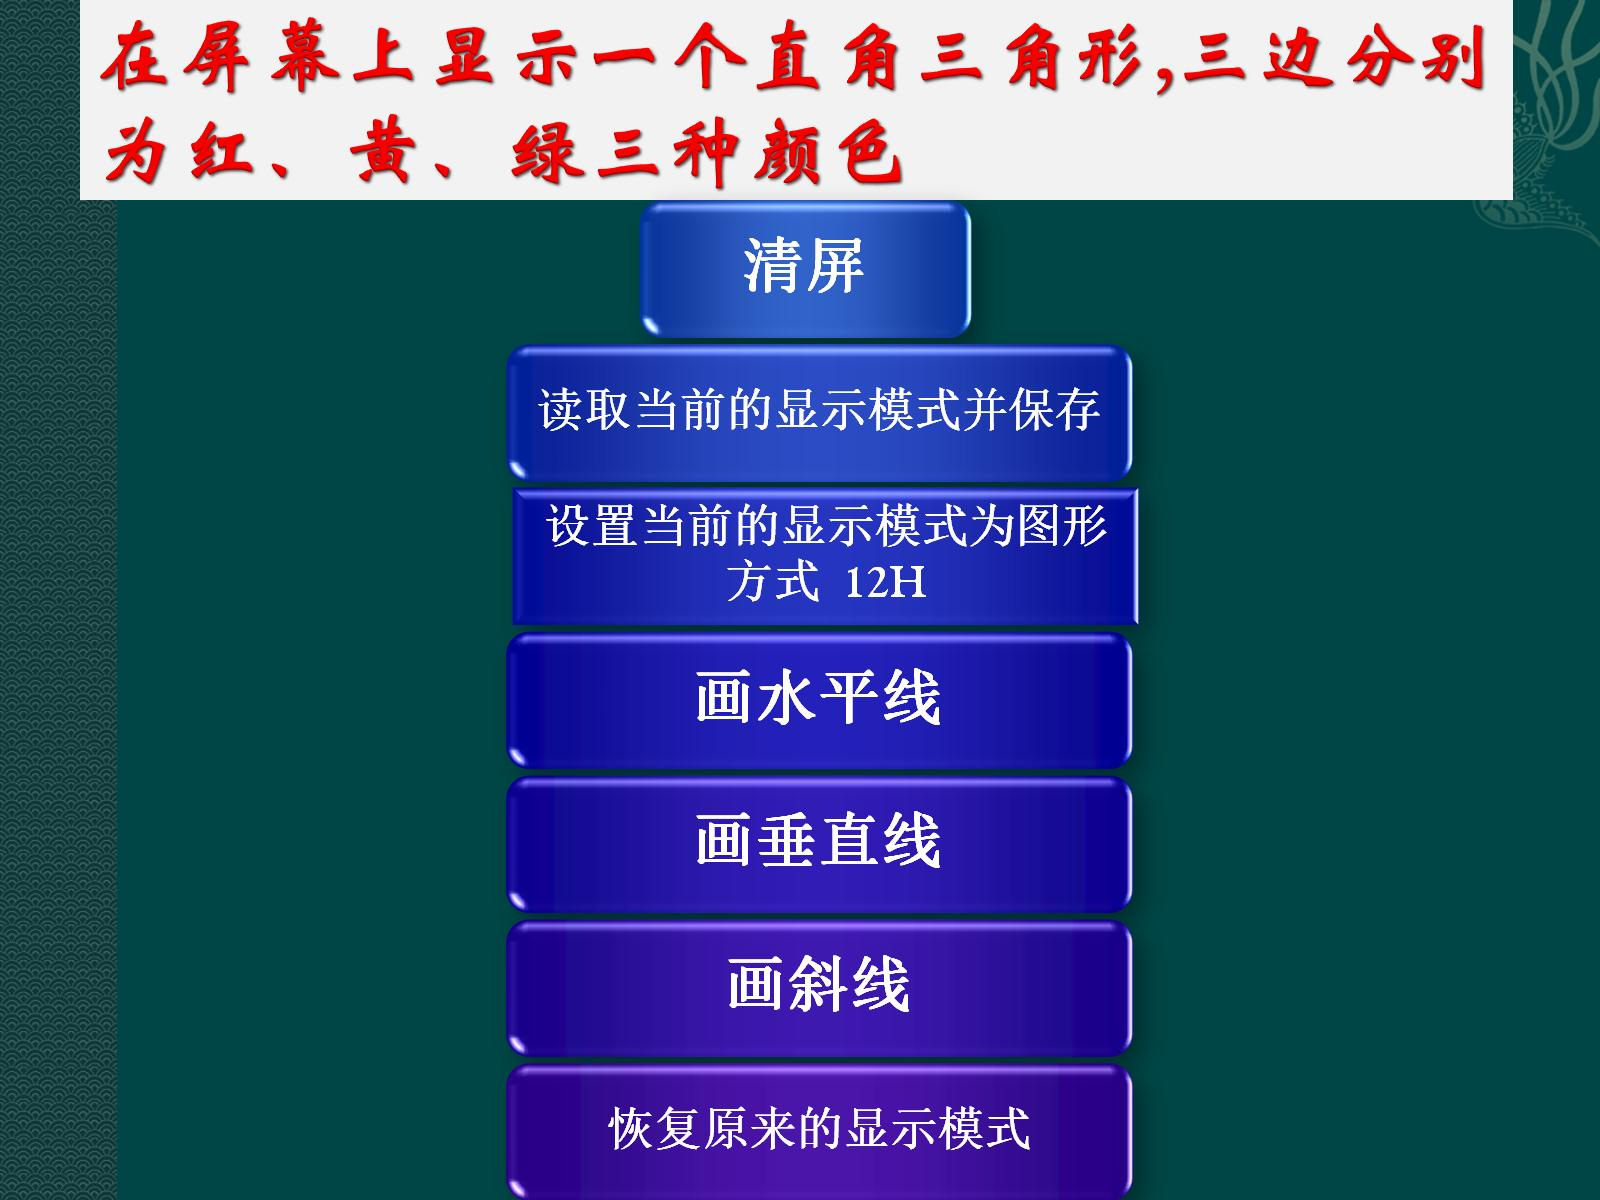 在屏幕上显示一个直角三角形,三边分别
为红、黄、绿三种颜色
清屏
读取当前的显示模式并保存
设置当前的显示模式为图形
方式 12H
画水平线
画垂直线
画斜线
恢复原来的显示模式